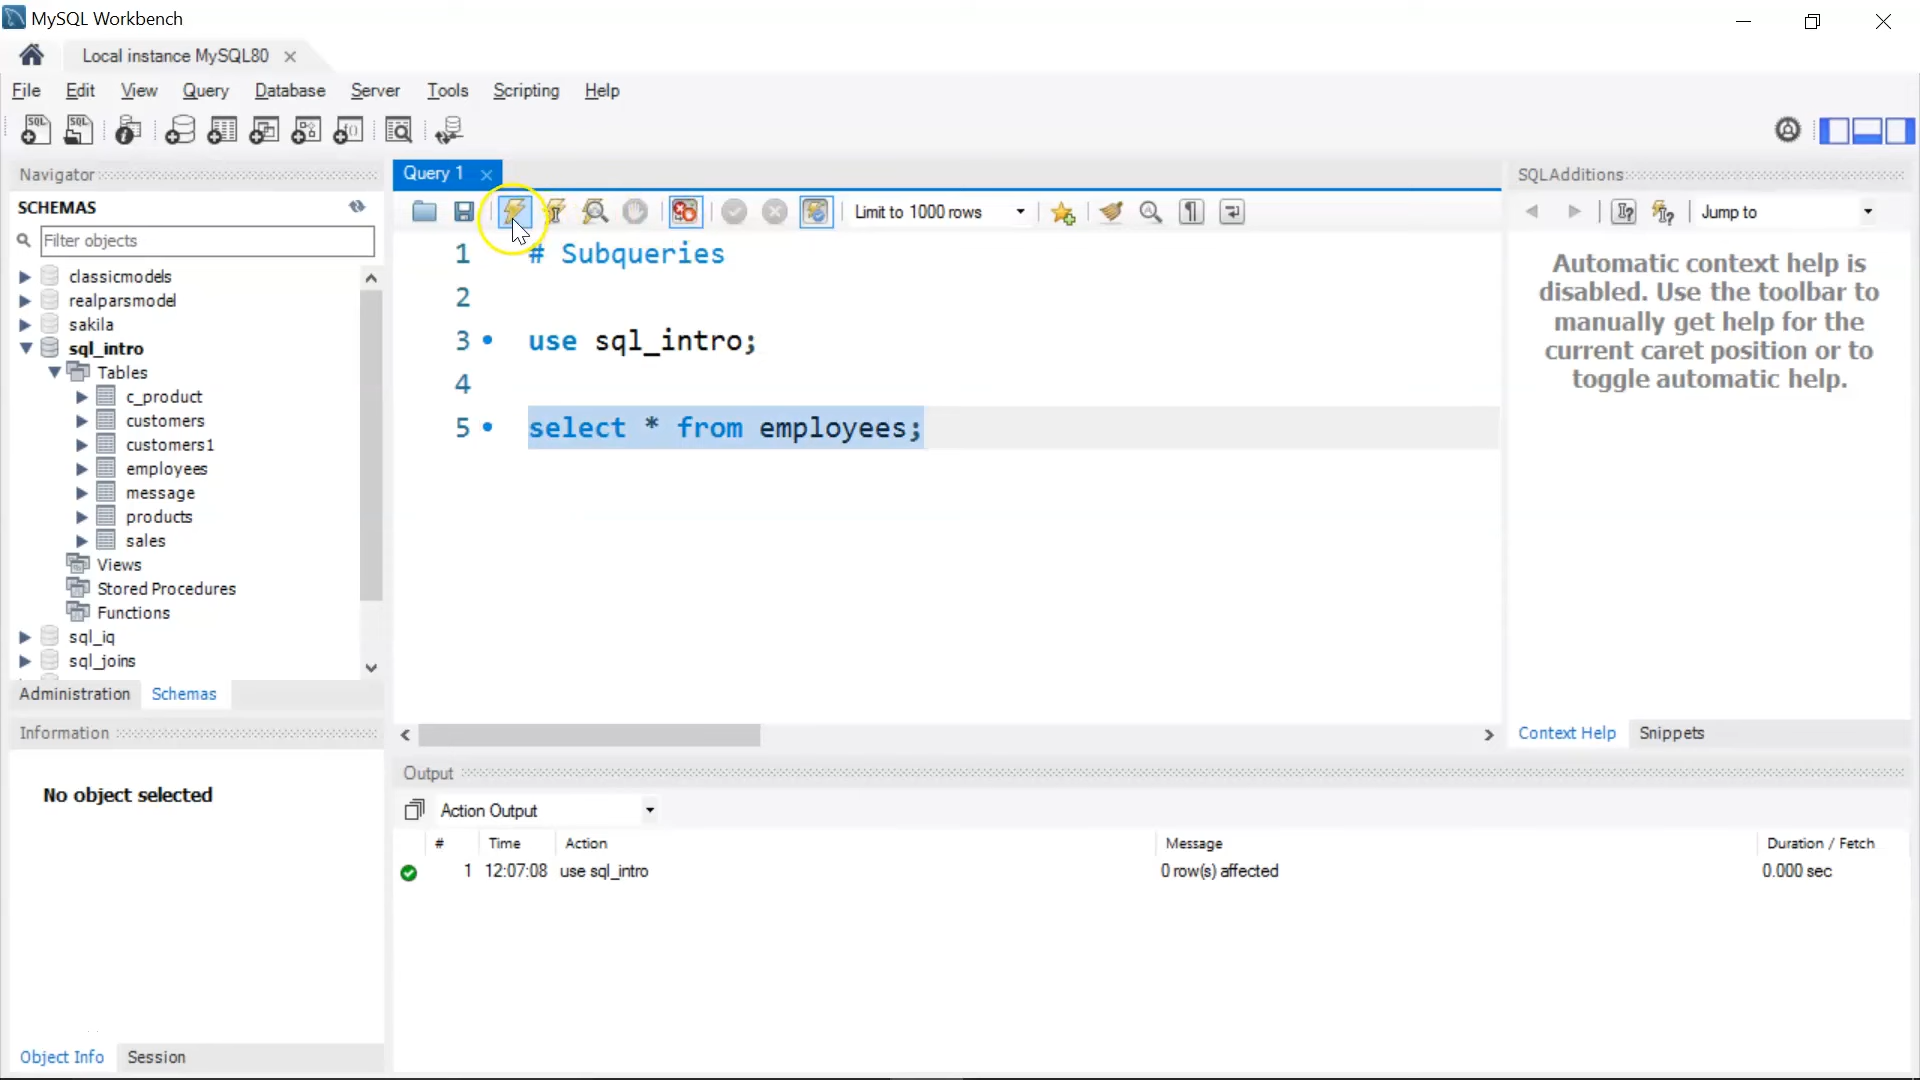 MySQL Workbench
Local instance MySQL80
File Edit View Query Database Server Tools Scripting Help
Navigator
SCHEMAS
Filter objects
classicmodels
realparsmodel
sakila
sql_intro
Tables
c_product
customers
customers1
employees
message
products
sales
Views
Stored Procedures
Functions
sql_iq
sql_joins
Administration Schemas
Information
No object selected
Object Info Session
Query 1
Limit to 1000 rows
1 # Subqueries
2
3 use sql_intro;
4
5 select * from employees;
SQLAdditions
Jump to
Automatic context help is
disabled. Use the toolbar to
manually get help for the
current caret position or to
toggle automatic help.
Context Help Snippets
Output
Action Output
# Time Action Message Duration / Fetch
1 12:07:08 use sql_intro 0 row(s) affected 0.000 sec